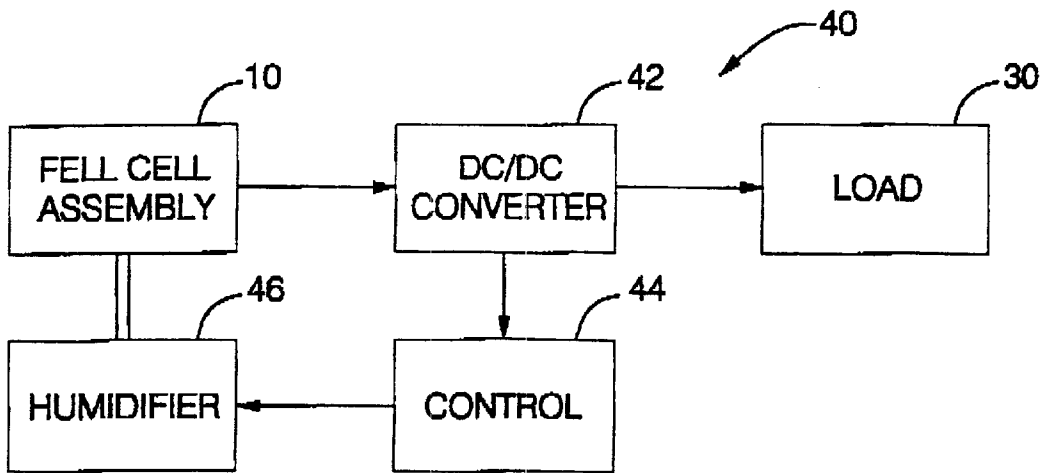 40
10
42
30
FELL CELL
ASSEMBLY
DC/DC
CONVERTER
LOAD
46
44
HUMIDIFIER
CONTROL